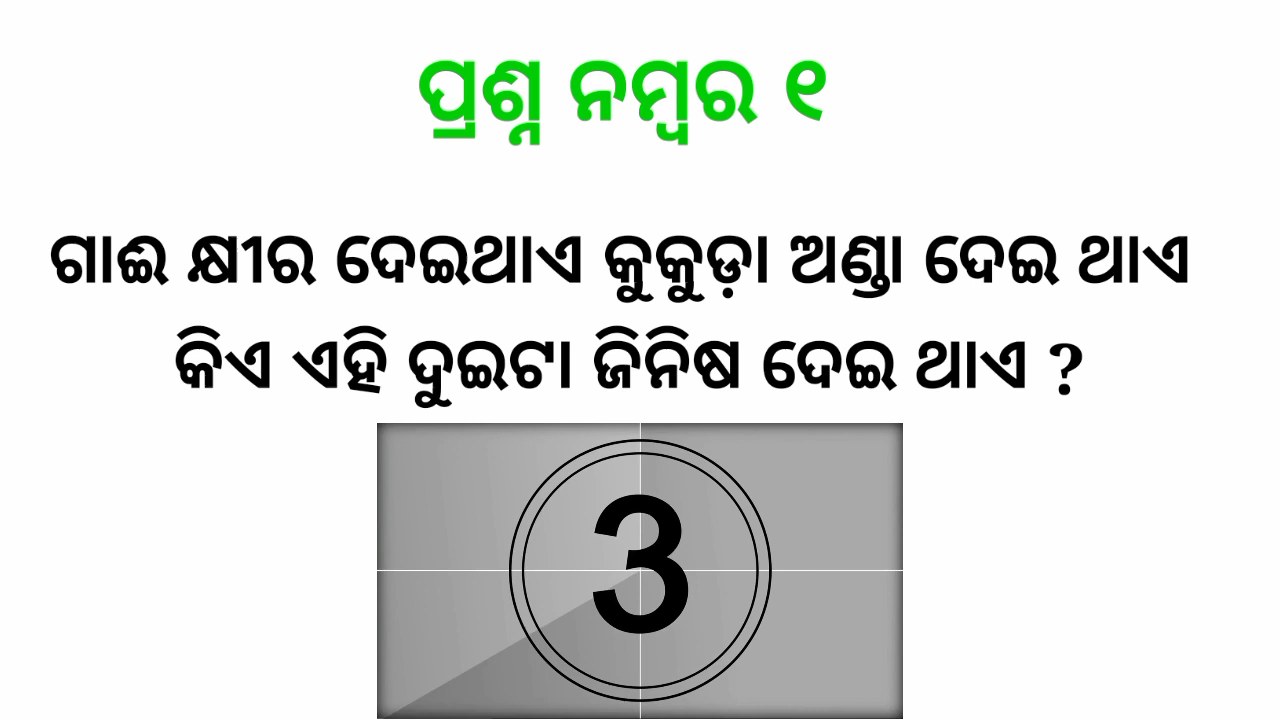 ପ୍ରଶ୍ନ ନମ୍ବର ୧
ଗାଈ କ୍ଷୀର ଦେଇଥାଏ କୁକୁଡ଼ା ଅଣ୍ଡା ଦେଇ ଥାଏ
କିଏ ଏହି ଦୁଇଟା ଜିନିଷ ଦେଇ ଥାଏ ?
3